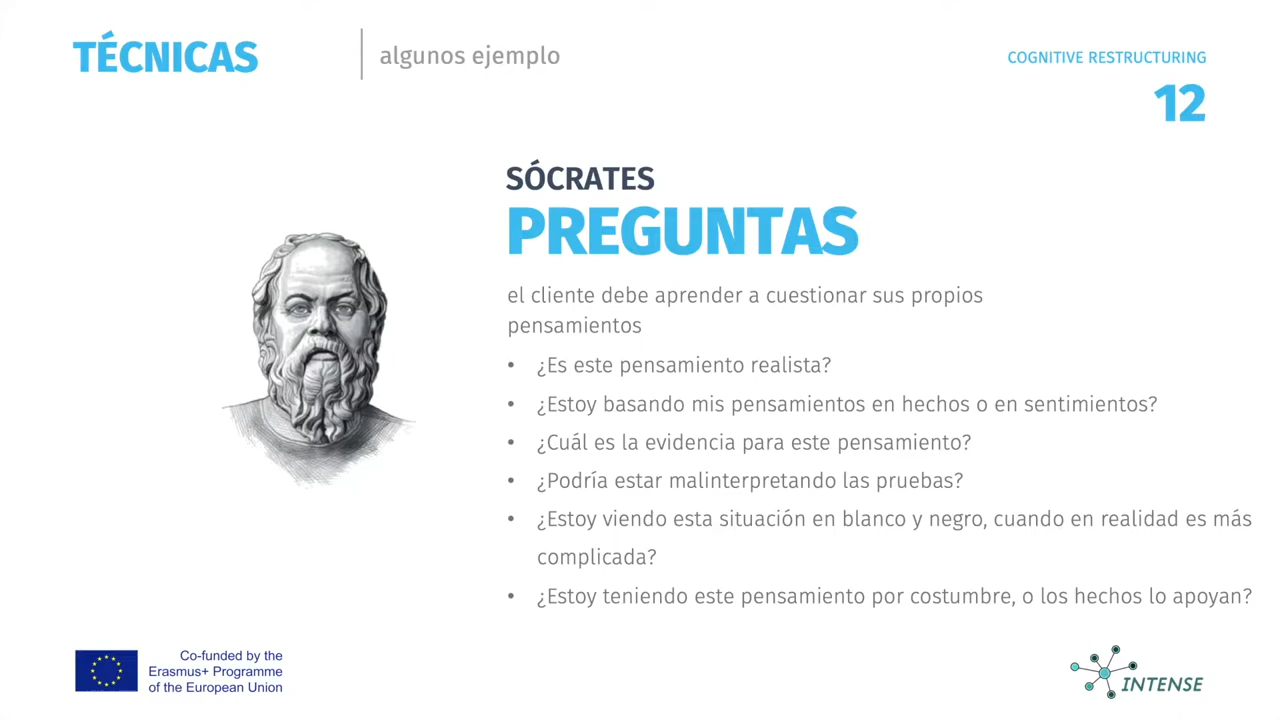 TÉCNICAS
algunos ejemplo
COGNITIVE RESTRUCTURING
12
SÓCRATES
PREGUNTAS
el cliente debe aprender a cuestionar sus propios
pensamientos
• ¿Es este pensamiento realista?
• ¿Estoy basando mis pensamientos en hechos o en sentimientos?
• ¿Cuál es la evidencia para este pensamiento?
• ¿Podría estar malinterpretando las pruebas?
• ¿Estoy viendo esta situación en blanco y negro, cuando en realidad es más
complicada?
• ¿Estoy teniendo este pensamiento por costumbre, o los hechos lo apoyan?
Co-funded by the
Erasmus+ Programme
of the European Union
INTENSE